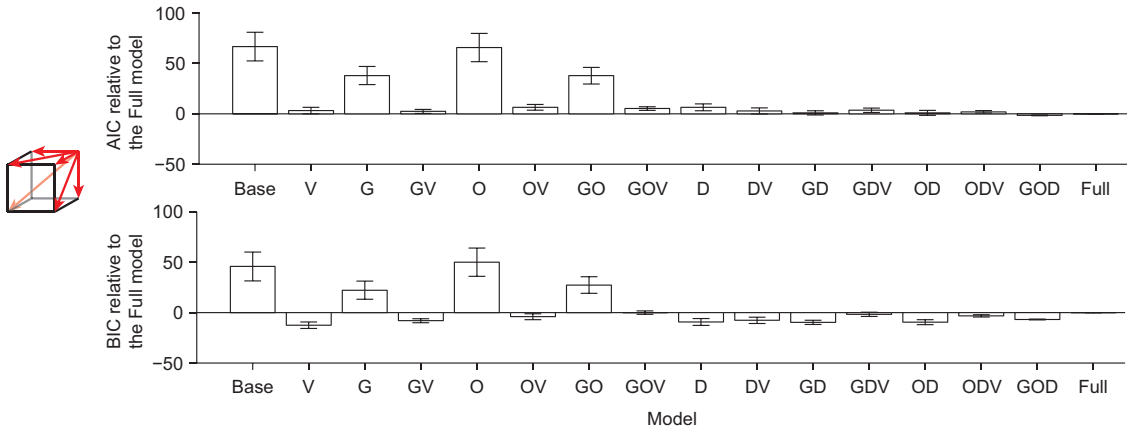 AIC relative to
the Full model
100
50
0
−50
Base V G GV O OV GO GOV D DV GD GDV OD ODV GOD Full
BIC relative to
the Full model
100
50
0
−50
Base V G GV O OV GO GOV D DV GD GDV OD ODV GOD Full
Model